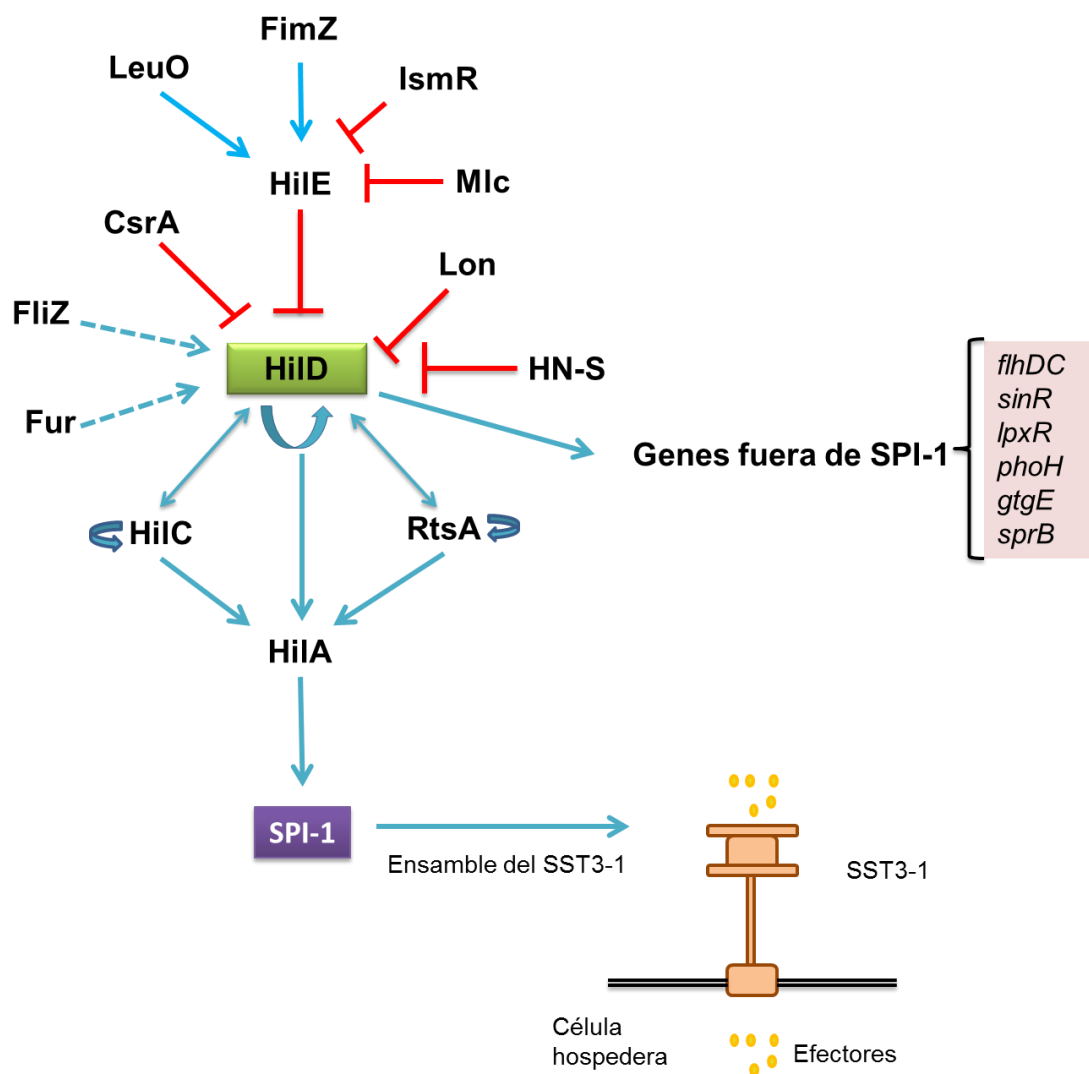 FimZ
LeuO
IsmR
HilE
Mlc
CsrA
Lon
FliZ
HilD
HN-S
Fur
Genes fuera de SPI-1
flhDC
sinR
lpxR
phoH
gtgE
sprB
HilC
RtsA
HilA
SPI-1
Ensamble del SST3-1
SST3-1
Célula
hospedera
Efectores